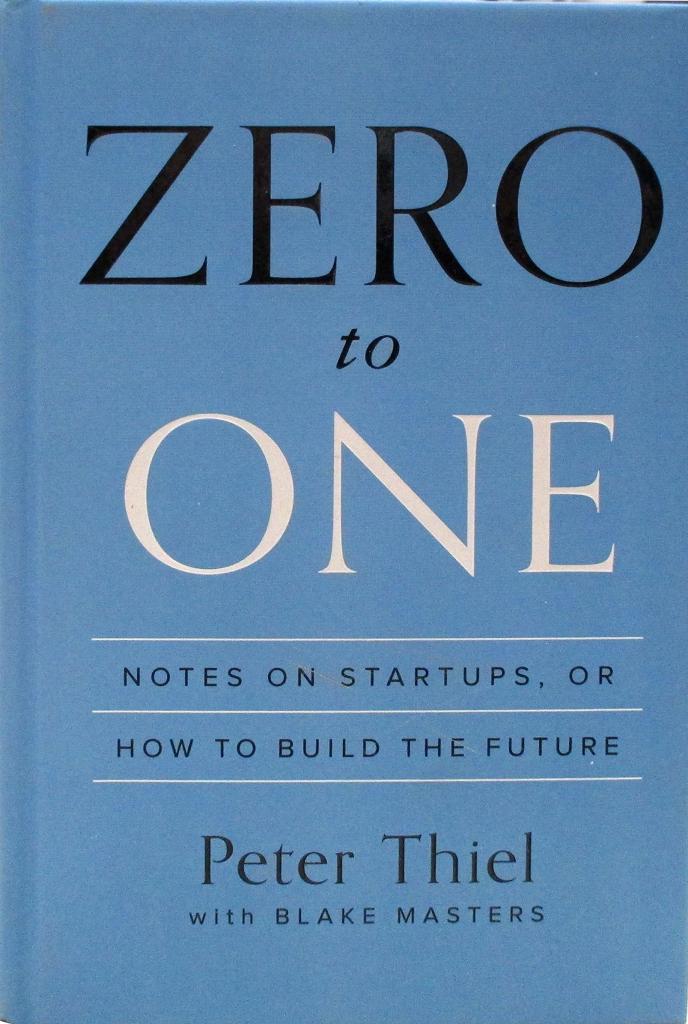 ZERO
to
ONE
NOTES ON STARTUPS, OR
HOW TO BUILD THE FUTURE
Peter Thiel
with BLAKE MASTERS